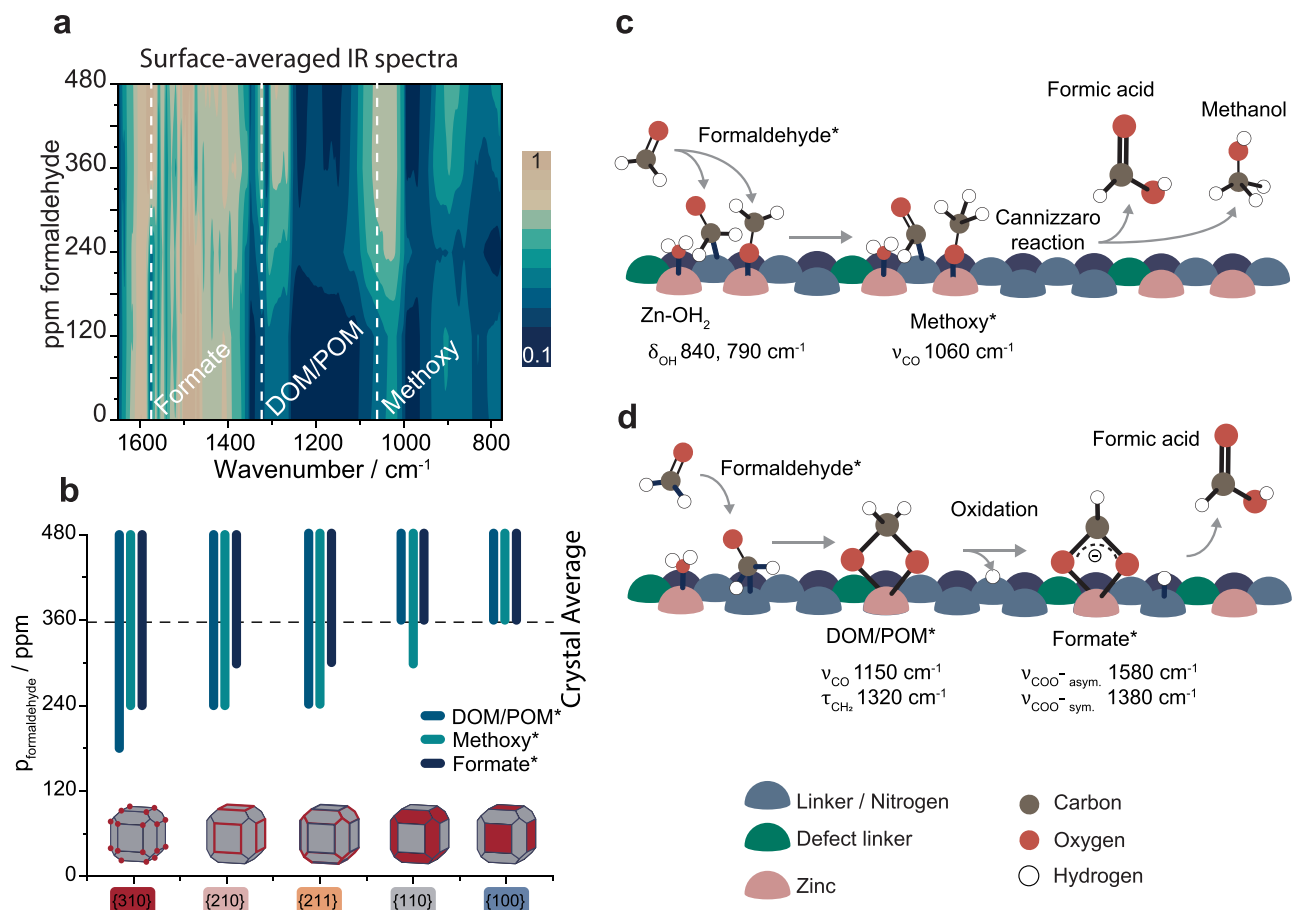 a
Surface-averaged IR spectra
480
360
240
120
0
ppm formaldehyde
Formate
DOM/POM
Methoxy
1600
1400
1200
1000
800
Wavenumber / cm-1
1
0.1
b
480
360
240
120
0
pformaldehyde / ppm
Crystal Average
DOM/POM*
Methoxy*
Formate*
{310}
{210}
{211}
{110}
{100}
c
Formaldehyde*
Formic acid
Methanol
Cannizzaro
reaction
Zn-OH2
δOH 840, 790 cm-1
Methoxy*
νCO 1060 cm-1
d
Formaldehyde*
Oxidation
Formic acid
DOM/POM*
νCO 1150 cm-1
τCH2 1320 cm-1
Formate*
νCOO- asym. 1580 cm-1
νCOO- sym. 1380 cm-1
Linker / Nitrogen
Defect linker
Zinc
Carbon
Oxygen
Hydrogen